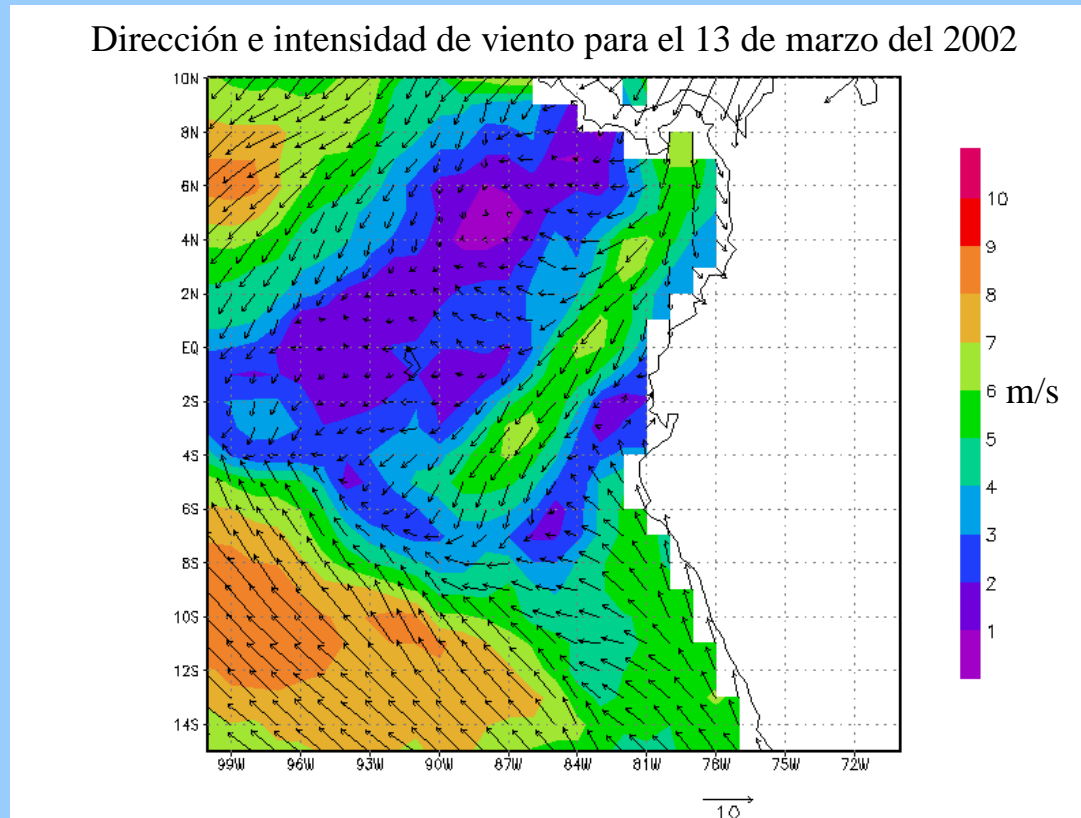 Dirección e intensidad de viento para el 13 de marzo del 2002
10N
8N
6N
4N
2N
EQ
2S
4S
6S
8S
10S
12S
14S
99W 96W 93W 90W 87W 84W 81W 78W 75W 72W
10
10
9
8
7
6
5
4
3
2
1
m/s